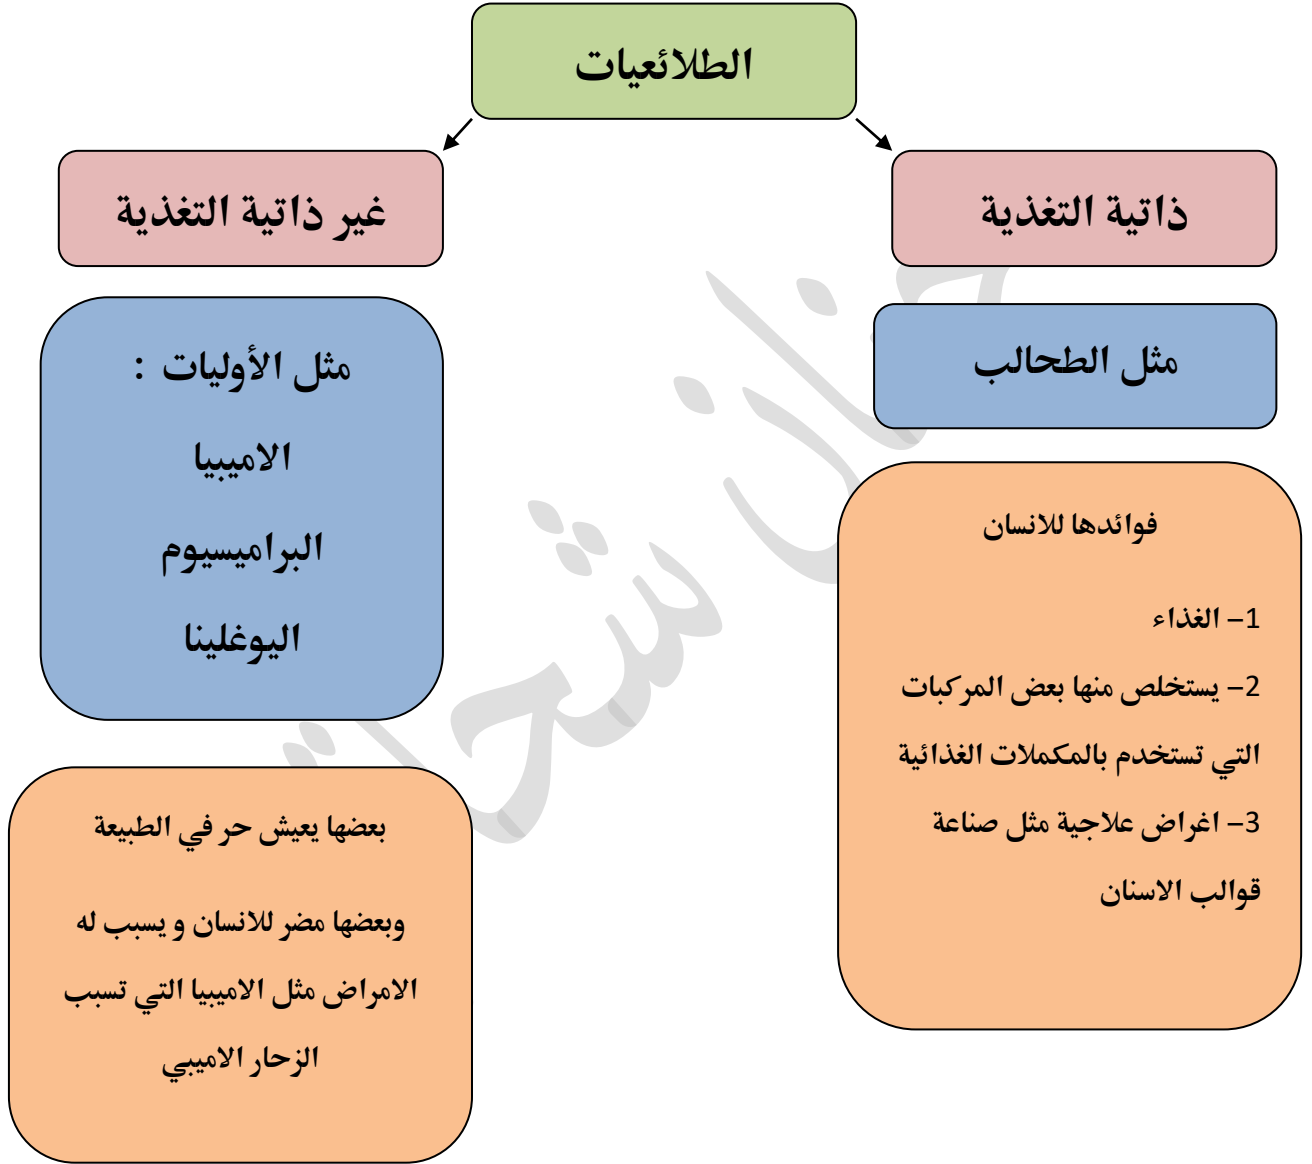 الطلائعيات
ذاتية التغذية
مثل الطحالب
فوائدها للانسان
1– الغذاء
2– يستخلص منها بعض المركبات
التي تستخدم بالمكملات الغذائية
3– اغراض علاجية مثل صناعة
قوالب الاسنان
غير ذاتية التغذية
مثل الأوليات :
الاميبيا
البراميسيوم
اليوغلينا
بعضها يعيش حر في الطبيعة
وبعضها مضر للانسان و يسبب له
الامراض مثل الاميبيا التي تسبب
الزحار الاميبي